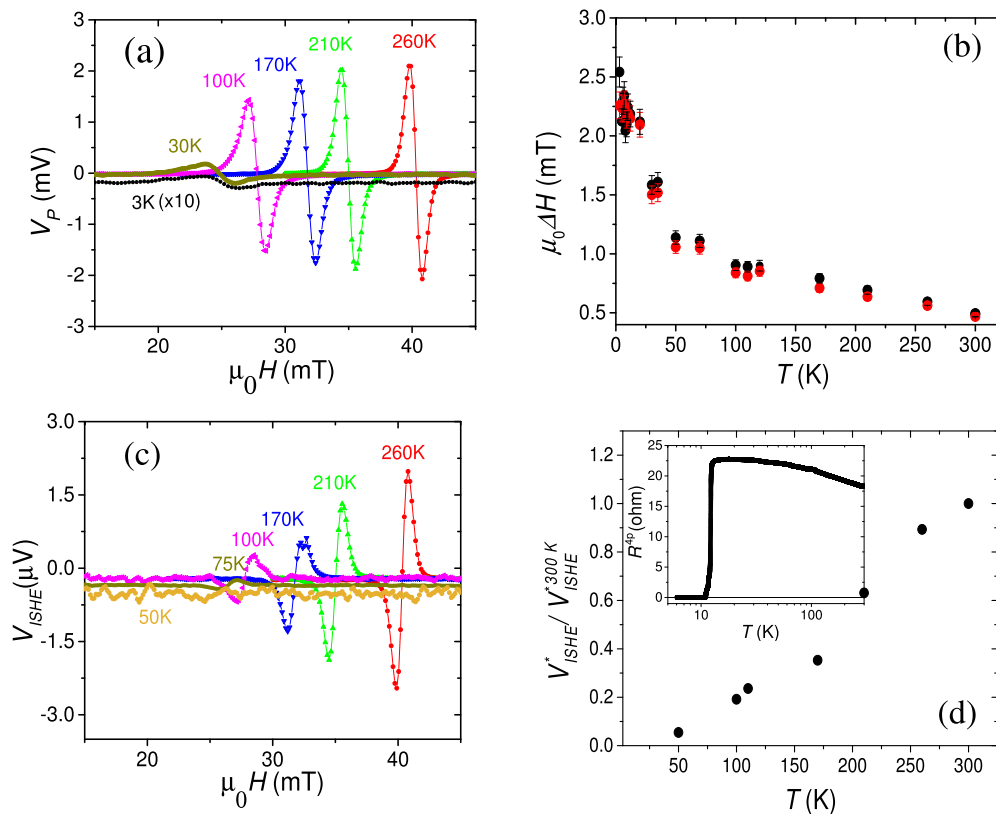 (a)
3
2
1
0
-1
-2
-3
V_P (mV)
100K
170K
210K
260K
30K
3K (x10)
20
30
40
μ₀H (mT)
(b)
3.0
2.5
2.0
1.5
1.0
0.5
μ₀ΔH (mT)
0
50
100
150
200
250
300
T (K)
(c)
3.0
1.5
0.0
-1.5
-3.0
V_ISHE (μV)
260K
210K
170K
100K
75K
50K
20
30
40
μ₀H (mT)
1.2
1.0
0.8
0.6
0.4
0.2
0.0
V*_ISHE / V*^300 K_ISHE
25
20
15
10
5
0
R^4p (ohm)
10
100
T (K)
(d)
50
100
150
200
250
300
T (K)